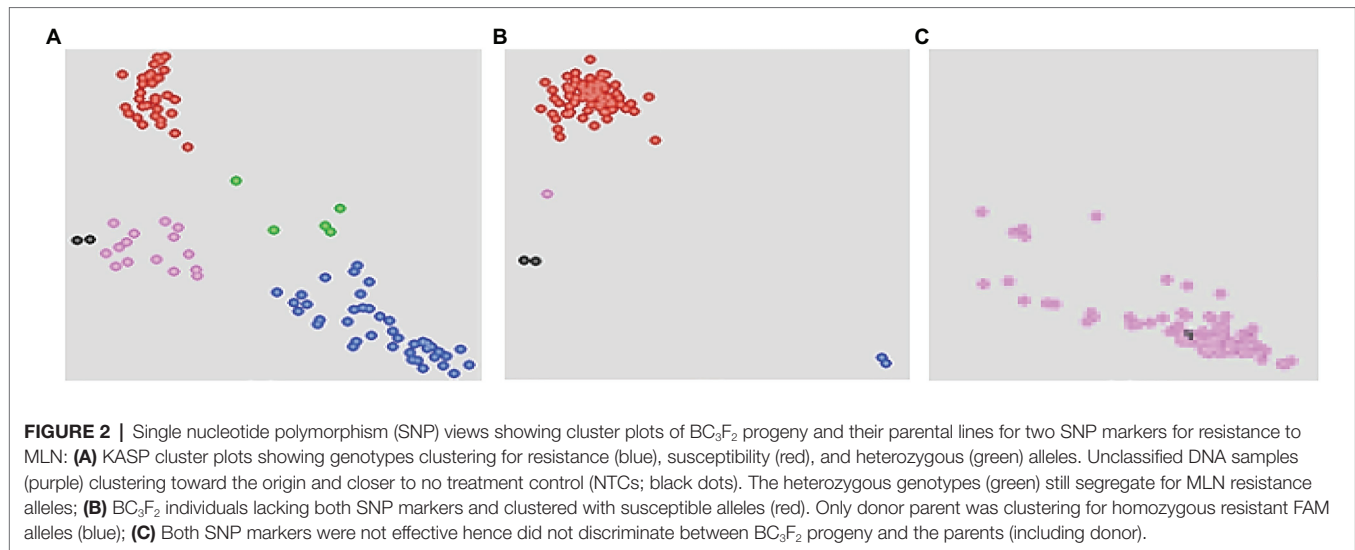 A B C
FIGURE 2 | Single nucleotide polymorphism (SNP) views showing cluster plots of BC₃F₂ progeny and their parental lines for two SNP markers for resistance to
MLN: (A) KASP cluster plots showing genotypes clustering for resistance (blue), susceptibility (red), and heterozygous (green) alleles. Unclassified DNA samples
(purple) clustering toward the origin and closer to no treatment control (NTCs; black dots). The heterozygous genotypes (green) still segregate for MLN resistance
alleles; (B) BC₃F₂ individuals lacking both SNP markers and clustered with susceptible alleles (red). Only donor parent was clustering for homozygous resistant FAM
alleles (blue); (C) Both SNP markers were not effective hence did not discriminate between BC₃F₂ progeny and the parents (including donor).